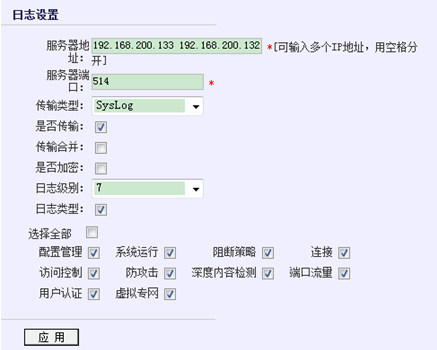 日志设置
服务器地址： 192.168.200.133 192.168.200.132 *[可输入多个IP地址，用空格分开]
服务器端口： 514 *
传输类型： SysLog
是否传输：
传输合并：
是否加密：
日志级别： 7
日志类型：
选择全部
配置管理 系统运行 阻断策略 连接
访问控制 防攻击 深度内容检测 端口流量
用户认证 虚拟专网
应 用